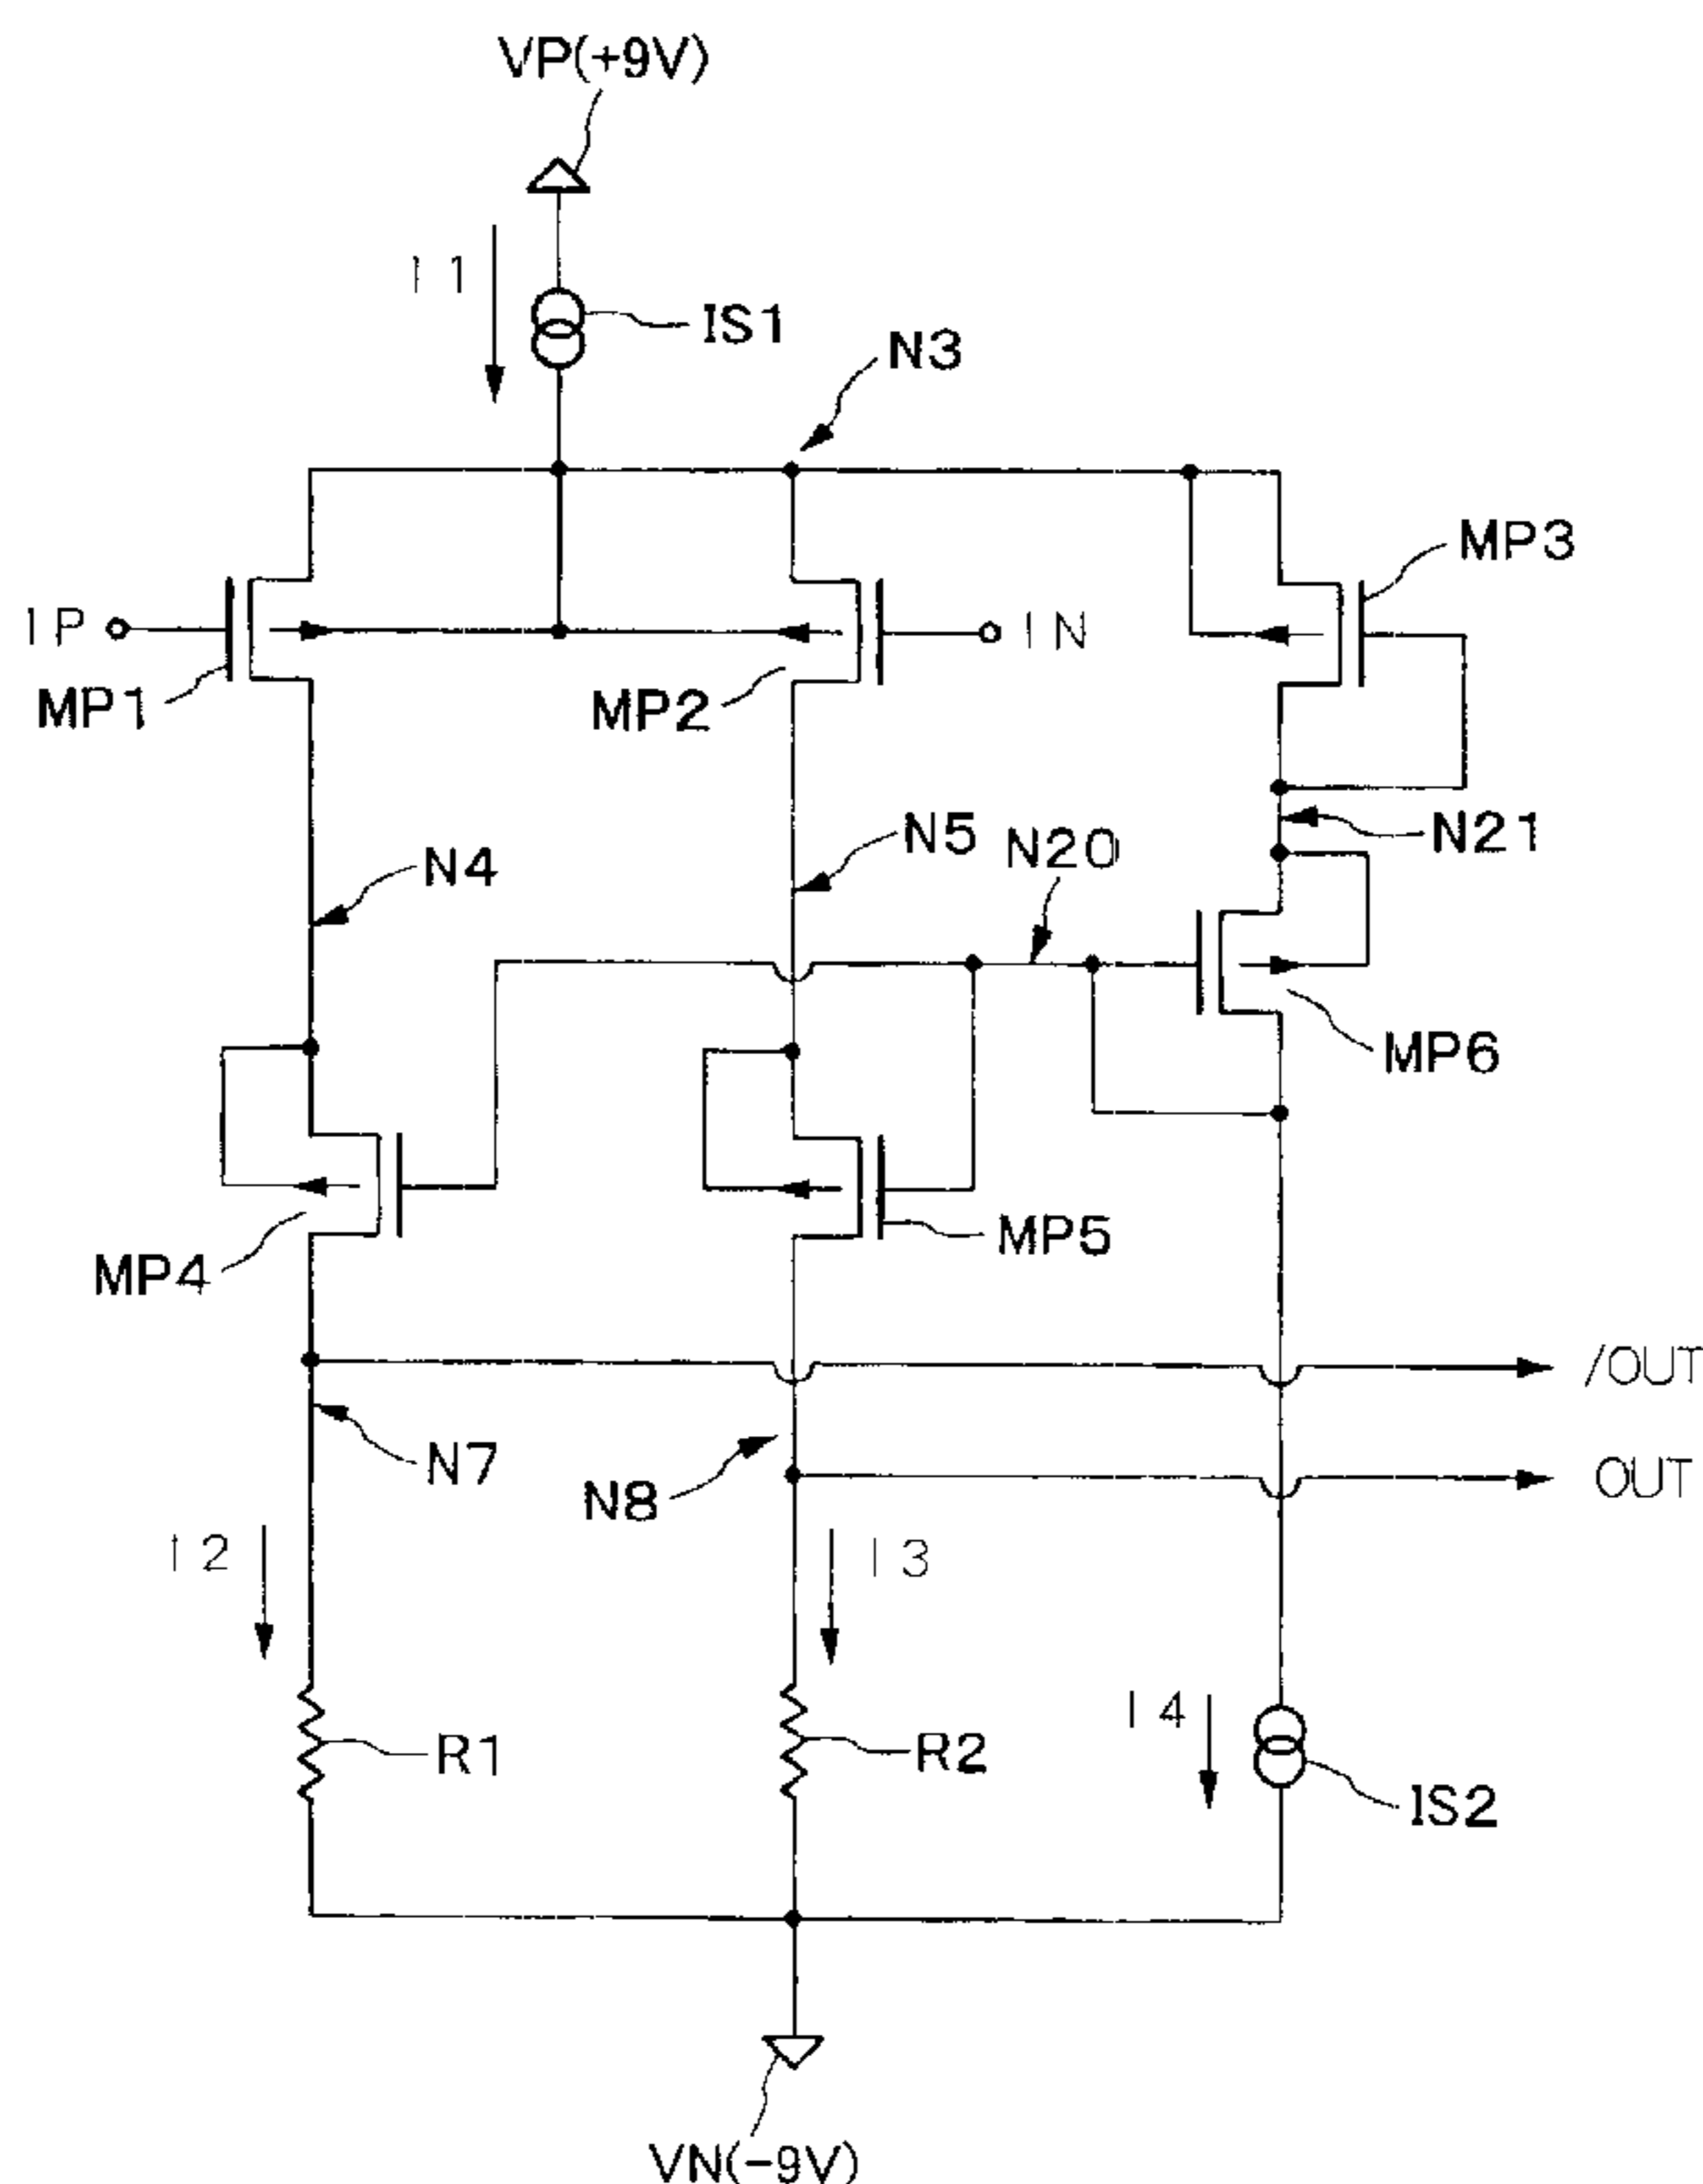 VP(+9V)
I1
IS1
N3
MP3
IP
IN
MP1
MP2
N21
N5
N20
N4
MP6
MP5
MP4
/OUT
N7
OUT
N8
I2
I3
I4
R1
R2
IS2
VN(-9V)